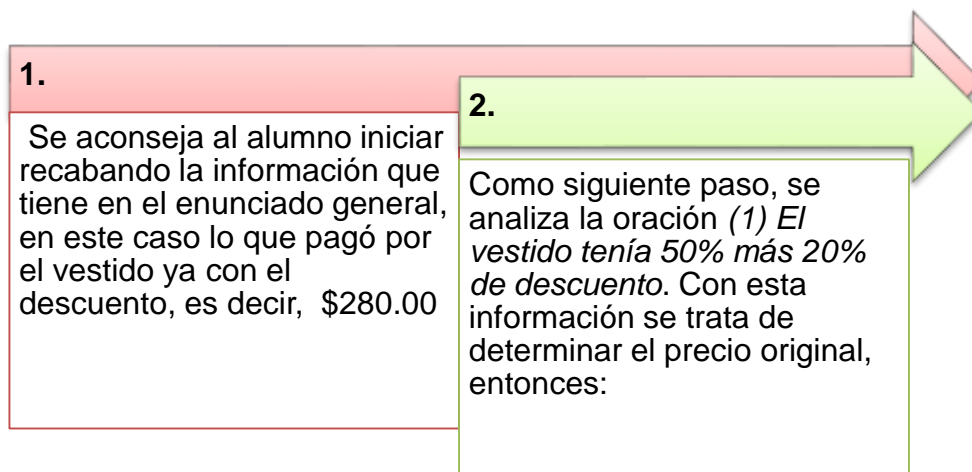 1.
Se aconseja al alumno iniciar
recabando la información que
tiene en el enunciado general,
en este caso lo que pagó por
el vestido ya con el
descuento, es decir,  $280.00
2.
Como siguiente paso, se
analiza la oración (1) El
vestido tenía 50% más 20%
de descuento. Con esta
información se trata de
determinar el precio original,
entonces: